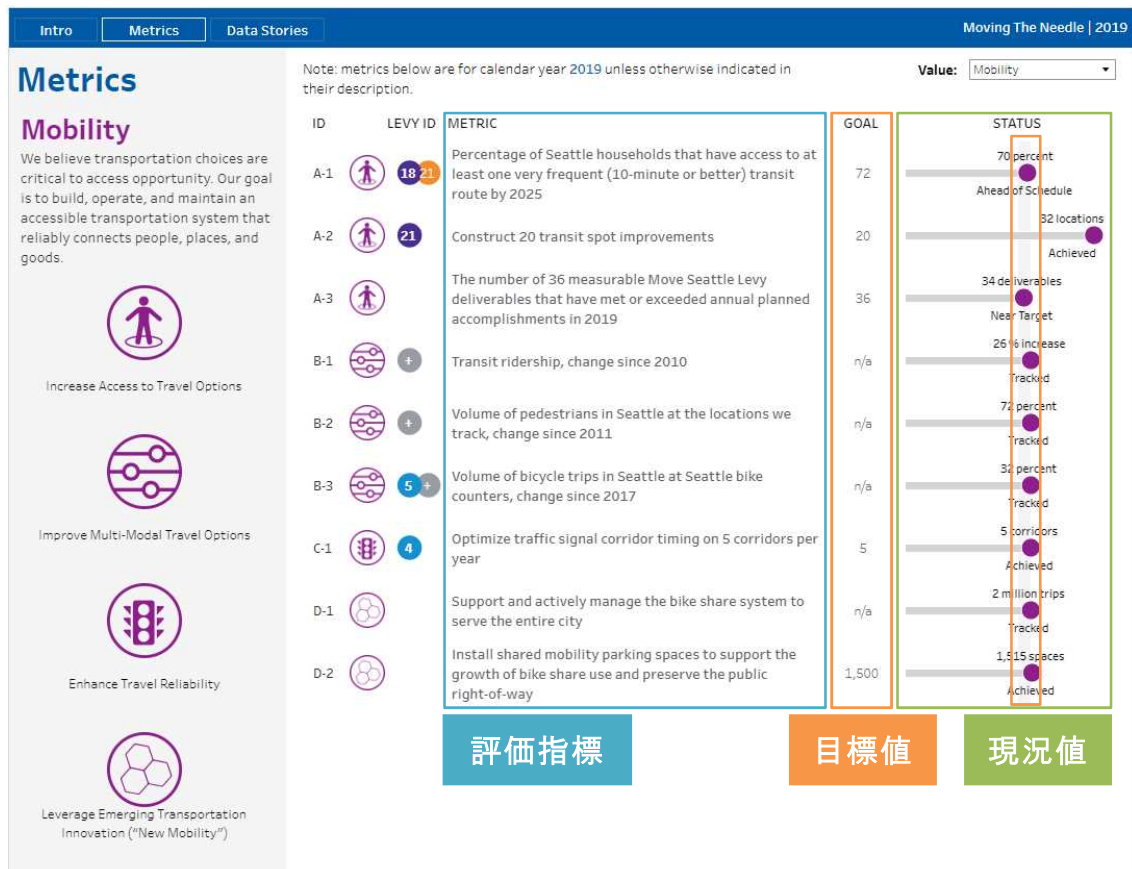 Intro Metrics Data Stories Moving The Needle | 2019
Metrics
Mobility
We believe transportation choices are
critical to access opportunity. Our goal
is to build, operate, and maintain an
accessible transportation system that
reliably connects people, places, and
goods.
Increase Access to Travel Options
Improve Multi-Modal Travel Options
Enhance Travel Reliability
Leverage Emerging Transportation
Innovation ("New Mobility")
Note: metrics below are for calendar year 2019 unless otherwise indicated in
their description.
Value: Mobility
ID LEVY ID METRIC GOAL STATUS
A-1 18 21
Percentage of Seattle households that have access to at
least one very frequent (10-minute or better) transit
route by 2025
72
70 percent
Ahead of Schedule
A-2 21
Construct 20 transit spot improvements
20
32 locations
Achieved
A-3
The number of 36 measurable Move Seattle Levy
deliverables that have met or exceeded annual planned
accomplishments in 2019
36
34 deliverables
Near Target
B-1 +
Transit ridership, change since 2010
n/a
26 % increase
Tracked
B-2 +
Volume of pedestrians in Seattle at the locations we
track, change since 2011
n/a
72 percent
Tracked
B-3 5 +
Volume of bicycle trips in Seattle at Seattle bike
counters, change since 2017
n/a
32 percent
Tracked
C-1 4
Optimize traffic signal corridor timing on 5 corridors per
year
5
5 corridors
Achieved
D-1
Support and actively manage the bike share system to
serve the entire city
n/a
2 million trips
Tracked
D-2
Install shared mobility parking spaces to support the
growth of bike share use and preserve the public
right-of-way
1,500
1,515 spaces
Achieved
評価指標 目標値 現況値